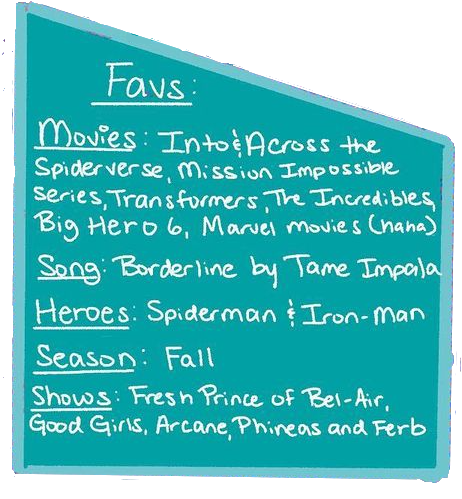 Favs:
Movies: Into & Across the
Spiderverse, Mission Impossible
series, Transformers, The Incredibles,
Big Hero 6, Marvel movies (haha)
Song: Borderline by Tame Impala
Heroes: Spiderman & Iron-Man
Season: Fall
Shows: Fresh Prince of Bel-Air,
Good Girls, Arcane, Phineas and Ferb